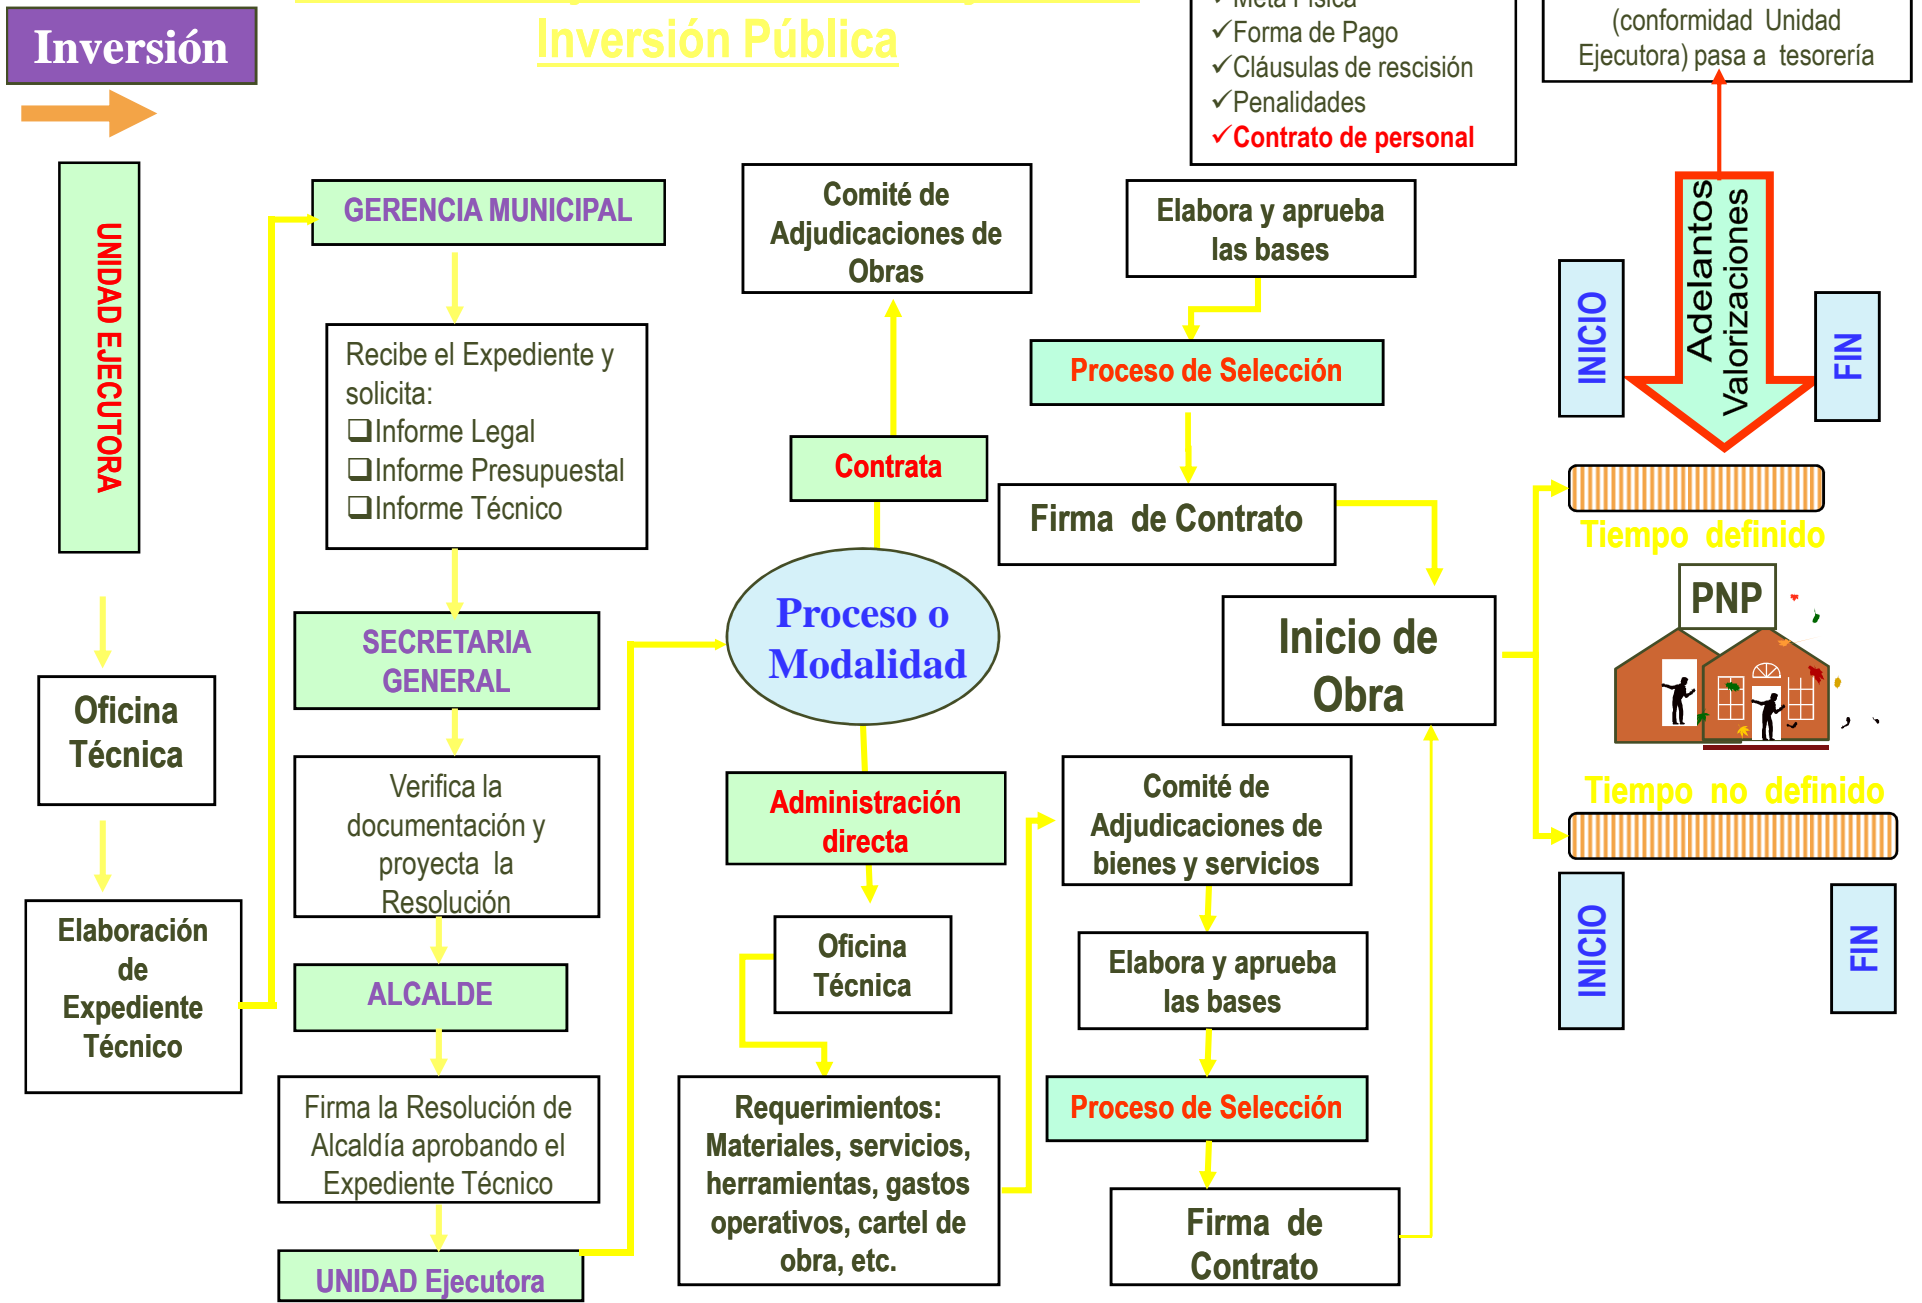 Inversión
Inversión Pública
Meta Física
✓Forma de Pago
✓Cláusulas de rescisión
✓Penalidades
✓Contrato de personal
(conformidad Unidad
Ejecutora) pasa a tesorería
UNIDAD EJECUTORA
Oficina
Técnica
Elaboración
de
Expediente
Técnico
GERENCIA MUNICIPAL
Recibe el Expediente y
solicita:
❑Informe Legal
❑Informe Presupuestal
❑Informe Técnico
SECRETARIA
GENERAL
Verifica la
documentación y
proyecta la
Resolución
ALCALDE
Firma la Resolución de
Alcaldía aprobando el
Expediente Técnico
UNIDAD Ejecutora
Comité de
Adjudicaciones de
Obras
Contrata
Proceso o
Modalidad
Administración
directa
Oficina
Técnica
Requerimientos:
Materiales, servicios,
herramientas, gastos
operativos, cartel de
obra, etc.
Elabora y aprueba
las bases
Proceso de Selección
Firma de Contrato
Inicio de
Obra
Comité de
Adjudicaciones de
bienes y servicios
Elabora y aprueba
las bases
Proceso de Selección
Firma de
Contrato
Adelantos
Valorizaciones
INICIO
FIN
Tiempo definido
PNP
Tiempo no definido
INICIO
FIN